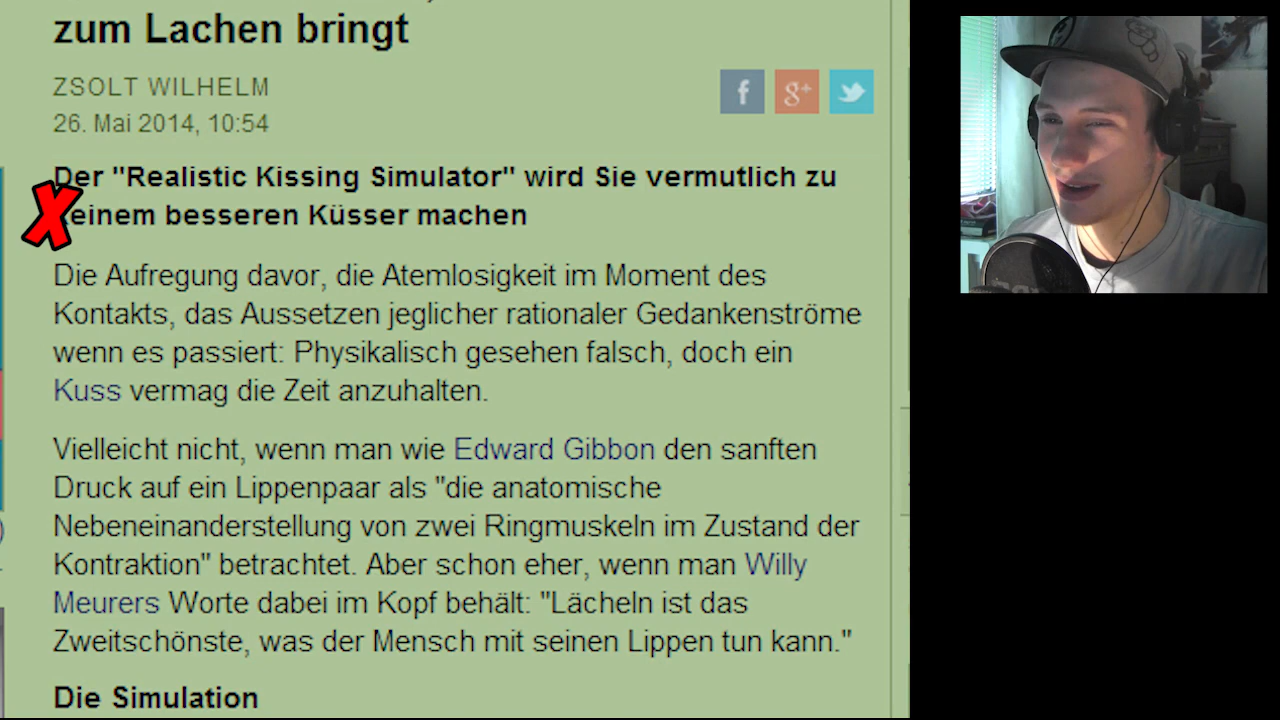 zum Lachen bringt
ZSOLT WILHELM
26. Mai 2014, 10:54
Der "Realistic Kissing Simulator" wird Sie vermutlich zu
keinem besseren Küsser machen
Die Aufregung davor, die Atemlosigkeit im Moment des
Kontakts, das Aussetzen jeglicher rationaler Gedankenströme
wenn es passiert: Physikalisch gesehen falsch, doch ein
Kuss vermag die Zeit anzuhalten.
Vielleicht nicht, wenn man wie Edward Gibbon den sanften
Druck auf ein Lippenpaar als "die anatomische
Nebeneinanderstellung von zwei Ringmuskeln im Zustand der
Kontraktion" betrachtet. Aber schon eher, wenn man Willy
Meurers Worte dabei im Kopf behält: "Lächeln ist das
Zweitschönste, was der Mensch mit seinen Lippen tun kann."
Die Simulation